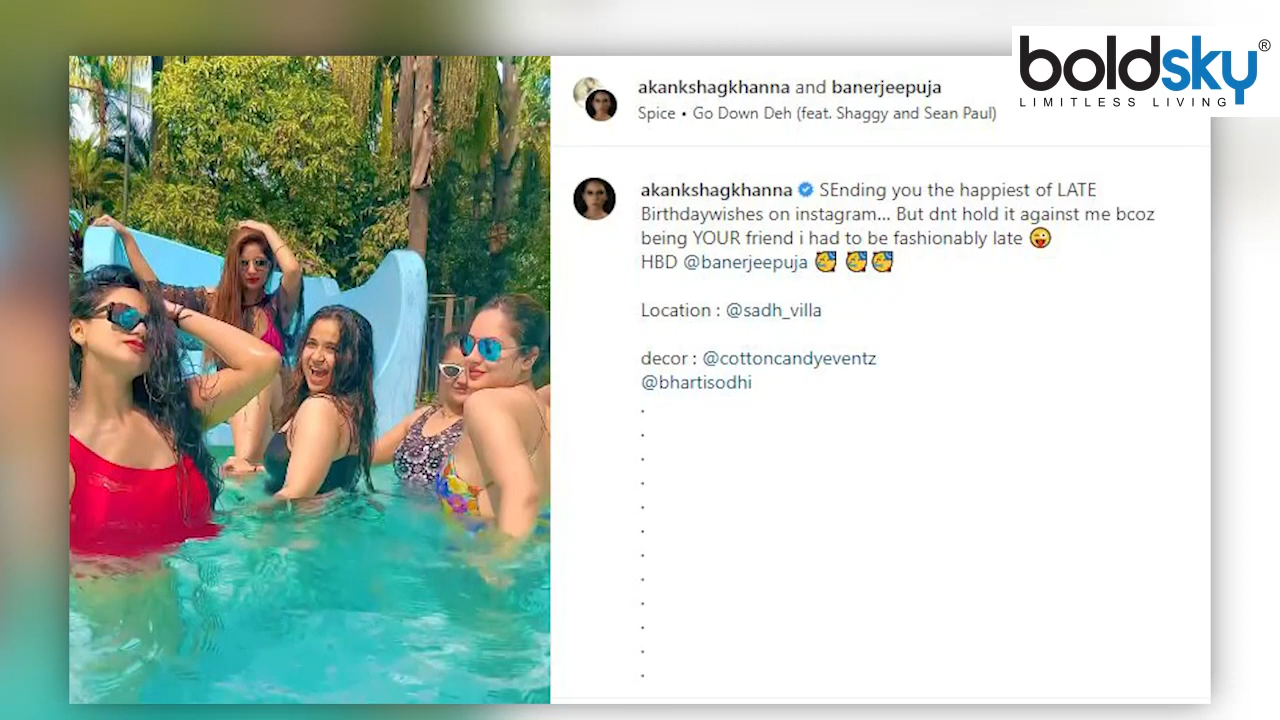 boldsky®
LIMITLESS LIVING
akankshagkhanna and banerjeepuja
Spice • Go Down Deh (feat. Shaggy and Sean Paul)
akankshagkhanna SEnding you the happiest of LATE
Birthdaywishes on instagram... But dnt hold it against me bcoz
being YOUR friend i had to be fashionably late 😜
HBD @banerjeepuja 🥳 🥳🥳
Location : @sadh_villa
decor : @cottoncandyeventz
@bhartisodhi
.
.
.
.
.
.
.
.
.
.
.
.